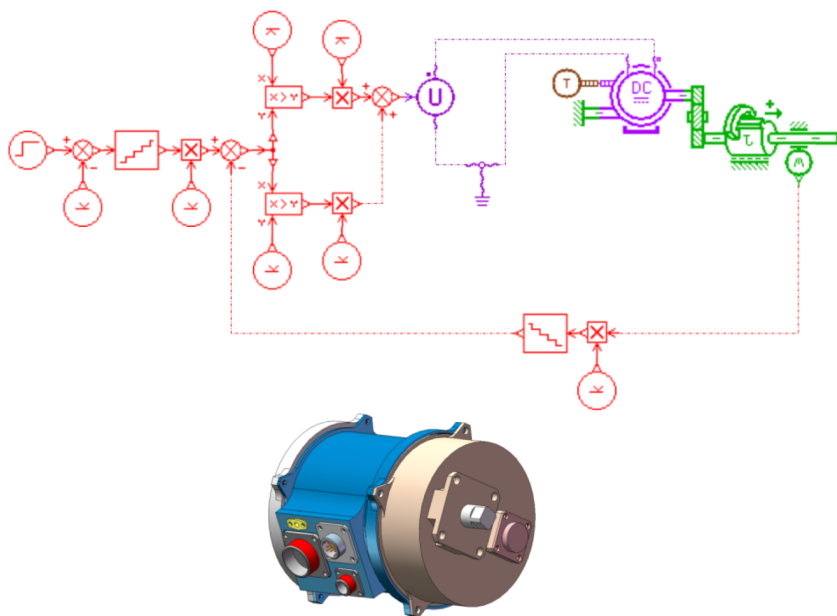 K K
T DC
X + U +
X > Y +
Y
+ + J
- - X
X > Y
K K Y
K K
K